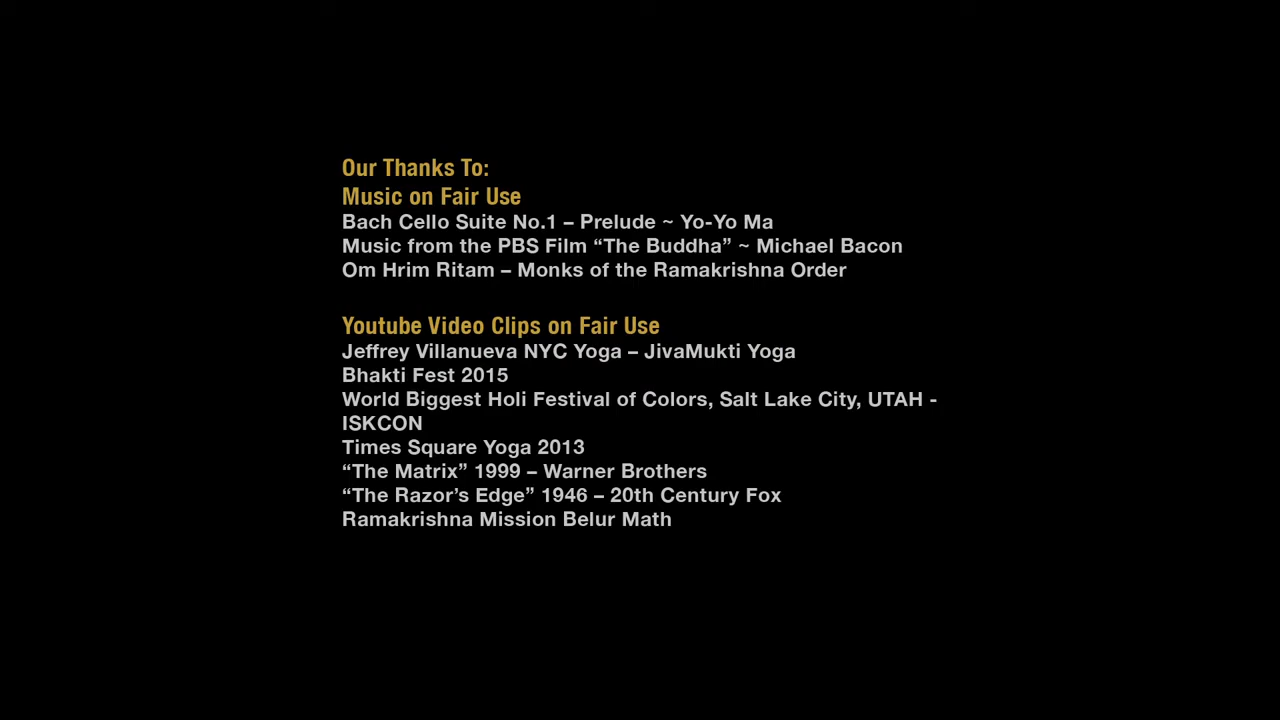 Our Thanks To:
Music on Fair Use
Bach Cello Suite No.1 – Prelude ~ Yo-Yo Ma
Music from the PBS Film “The Buddha” ~ Michael Bacon
Om Hrim Ritam – Monks of the Ramakrishna Order
Youtube Video Clips on Fair Use
Jeffrey Villanueva NYC Yoga – JivaMukti Yoga
Bhakti Fest 2015
World Biggest Holi Festival of Colors, Salt Lake City, UTAH -
ISKCON
Times Square Yoga 2013
“The Matrix” 1999 – Warner Brothers
“The Razor’s Edge” 1946 – 20th Century Fox
Ramakrishna Mission Belur Math